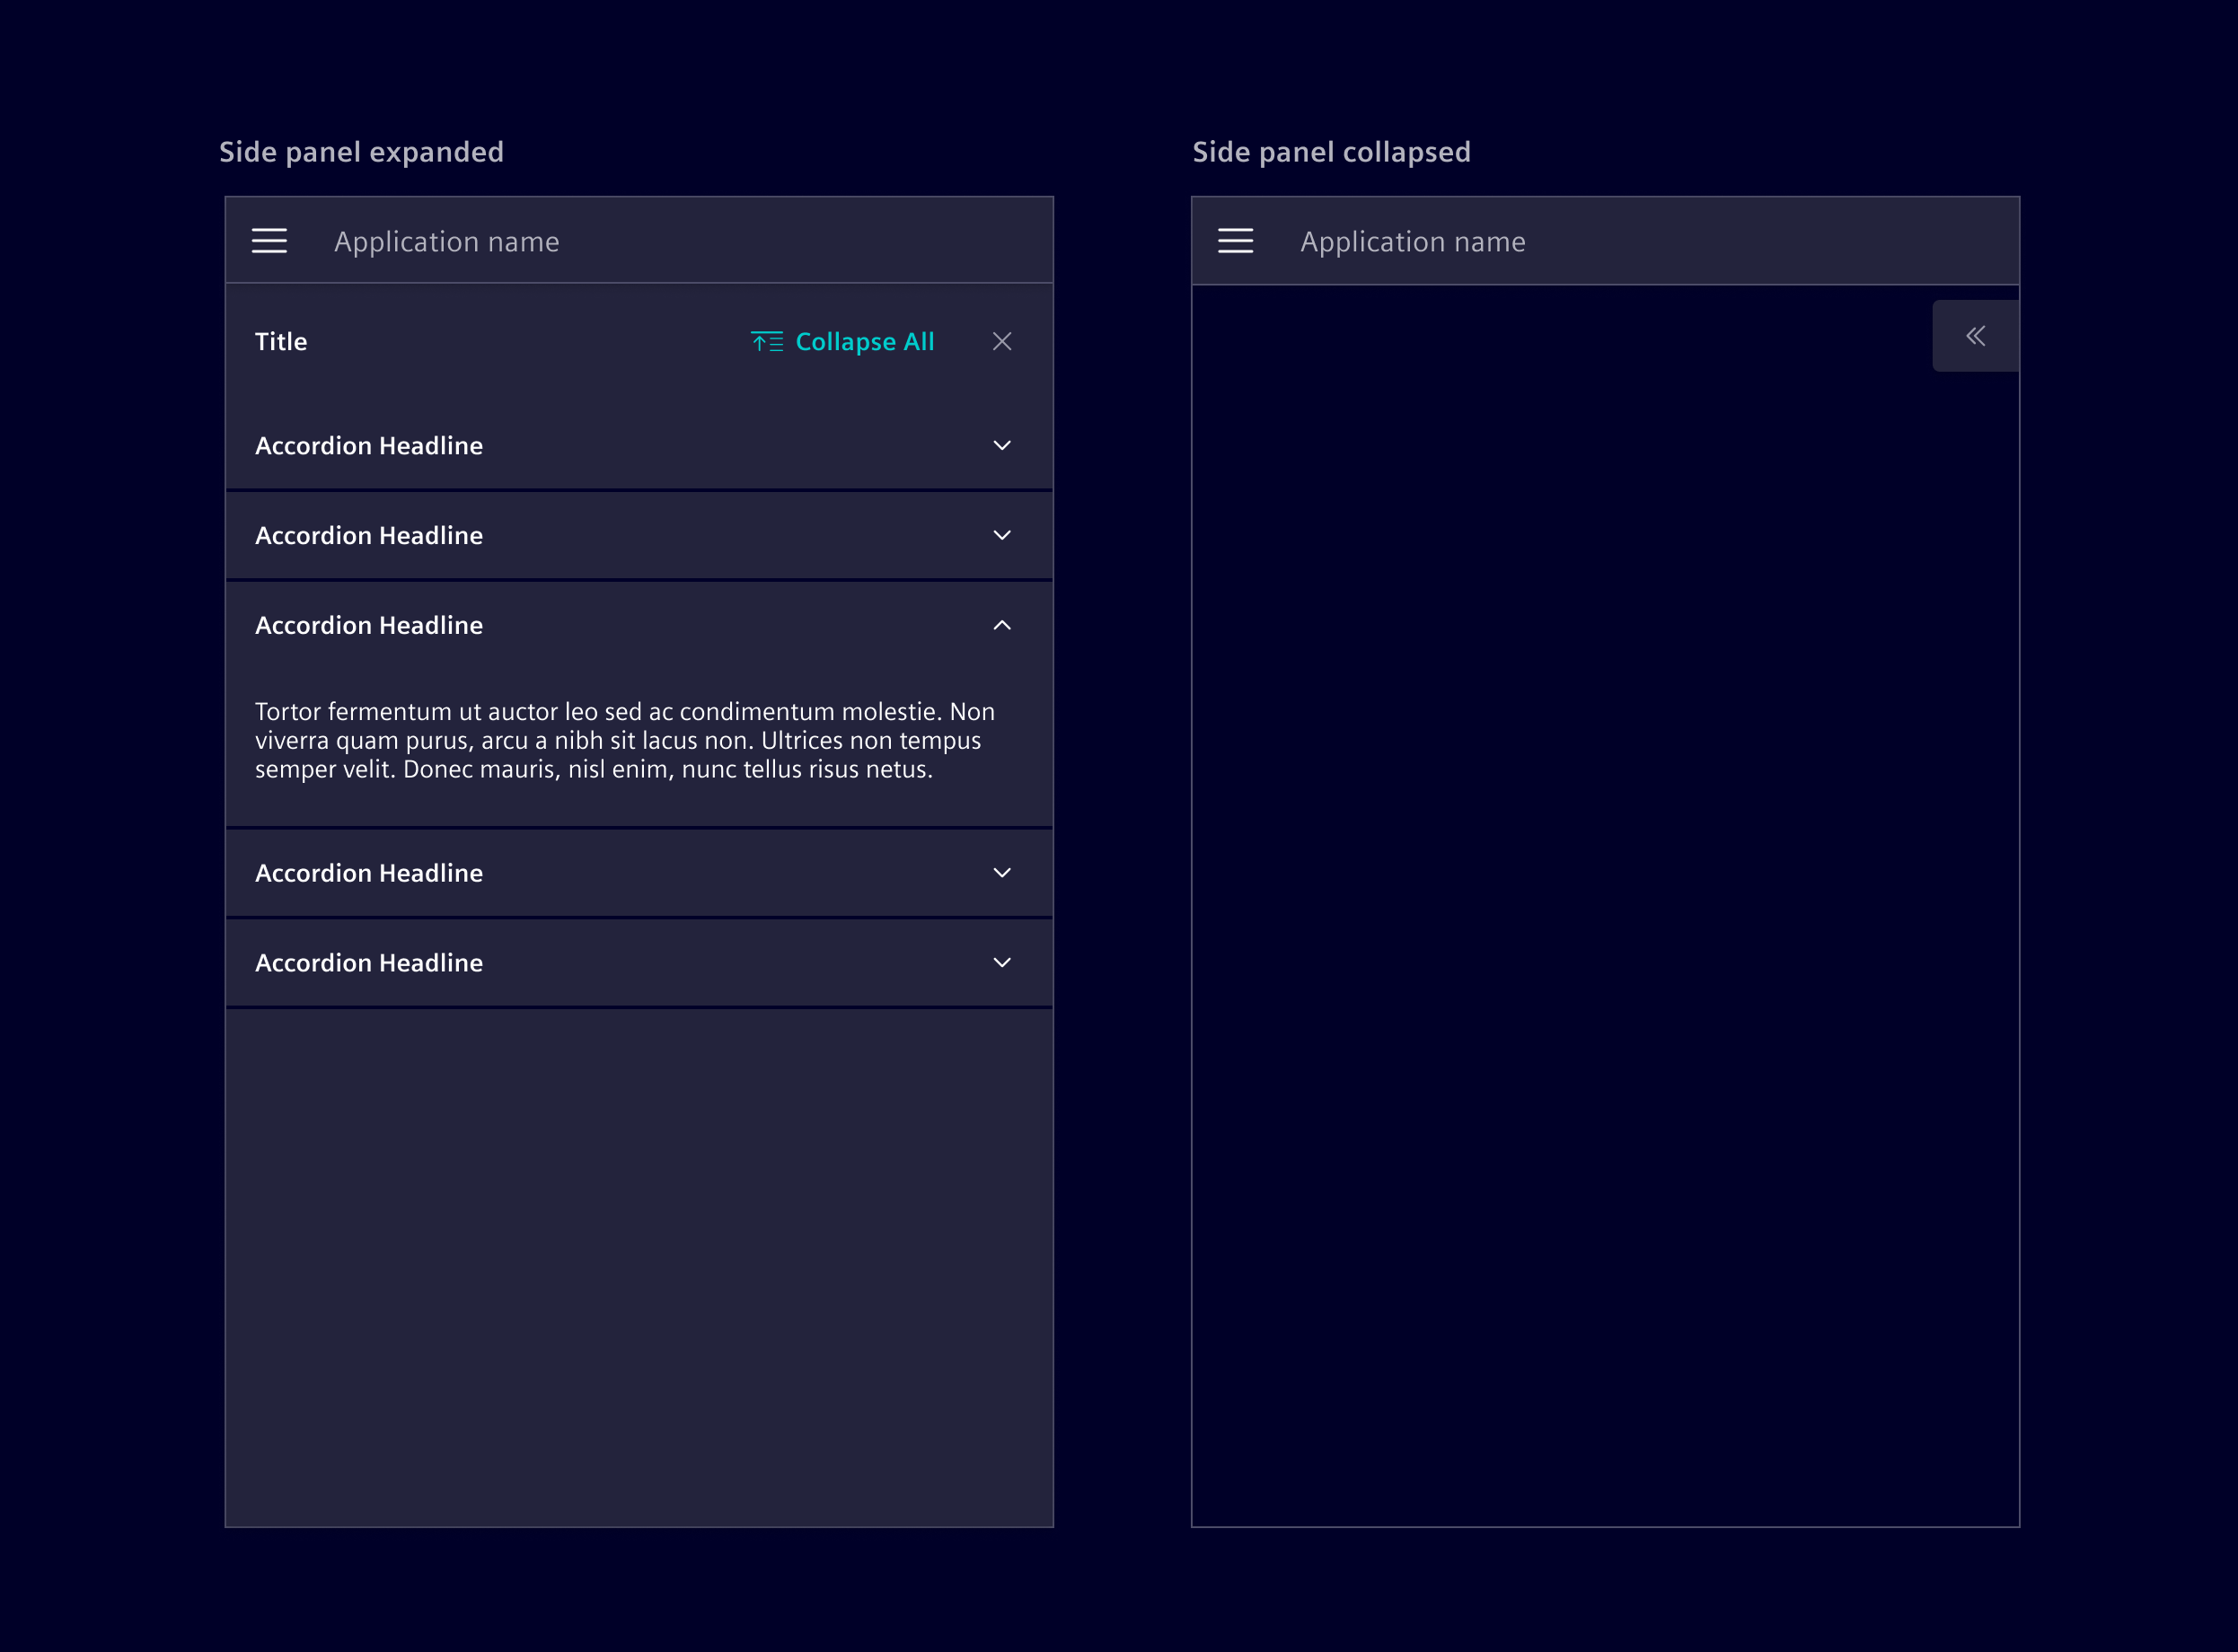 Side panel expanded
Application name
Title
Collapse All
Accordion Headline
Accordion Headline
Accordion Headline
Tortor fermentum ut auctor leo sed ac condimentum molestie. Non
viverra quam purus, arcu a nibh sit lacus non. Ultrices non tempus
semper velit. Donec mauris, nisl enim, nunc tellus risus netus.
Accordion Headline
Accordion Headline
Side panel collapsed
Application name